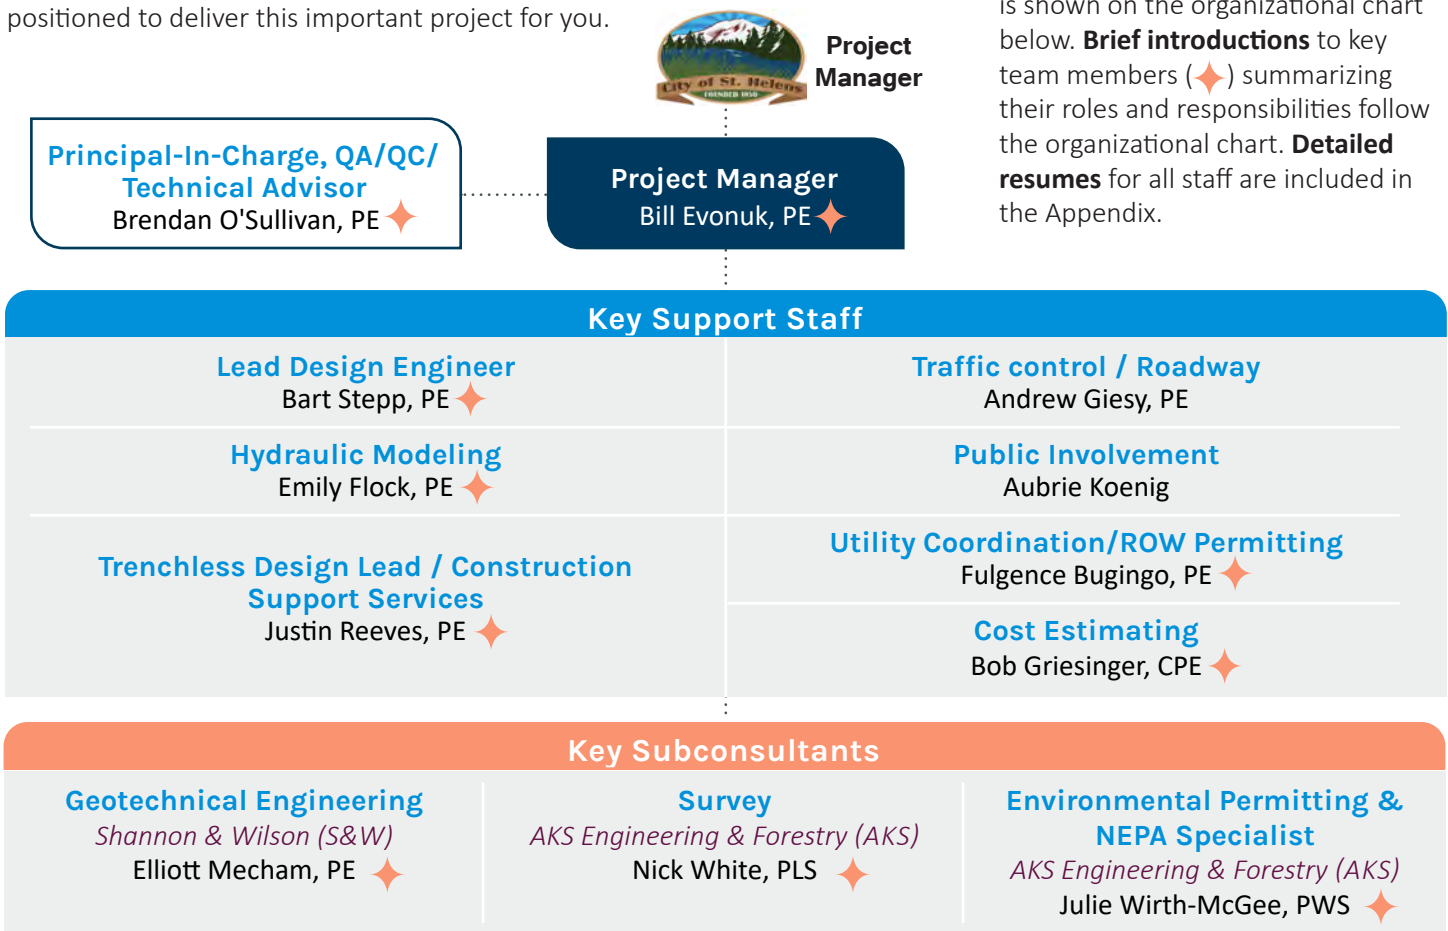 positioned to deliver this important project for you.
is shown on the organizational chart
below. Brief introductions to key
team members ( ) summarizing
their roles and responsibilities follow
the organizational chart. Detailed
resumes for all staff are included in
the Appendix.
City of St. Helens
FOUNDED 1850
Project
Manager
Principal-In-Charge, QA/QC/
Technical Advisor
Brendan O'Sullivan, PE
Project Manager
Bill Evonuk, PE
Key Support Staff
Lead Design Engineer
Bart Stepp, PE
Hydraulic Modeling
Emily Flock, PE
Trenchless Design Lead / Construction
Support Services
Justin Reeves, PE
Traffic control / Roadway
Andrew Giesy, PE
Public Involvement
Aubrie Koenig
Utility Coordination/ROW Permitting
Fulgence Bugingo, PE
Cost Estimating
Bob Griesinger, CPE
Key Subconsultants
Geotechnical Engineering
Shannon & Wilson (S&W)
Elliott Mecham, PE
Survey
AKS Engineering & Forestry (AKS)
Nick White, PLS
Environmental Permitting &
NEPA Specialist
AKS Engineering & Forestry (AKS)
Julie Wirth-McGee, PWS